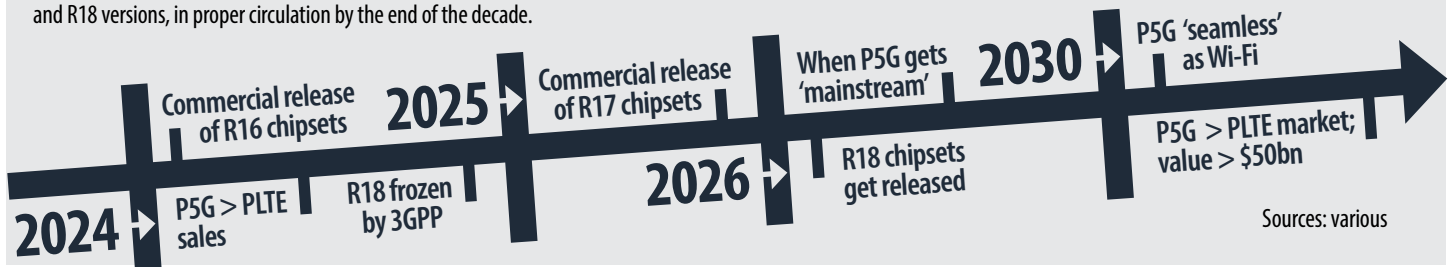 and R18 versions, in proper circulation by the end of the decade.
2024
Commercial release
of R16 chipsets
P5G > PLTE
sales
R18 frozen
by 3GPP
2025
Commercial release
of R17 chipsets
2026
When P5G gets
‘mainstream’
R18 chipsets
get released
2030
P5G ‘seamless’
as Wi-Fi
P5G > PLTE market;
value > $50bn
Sources: various